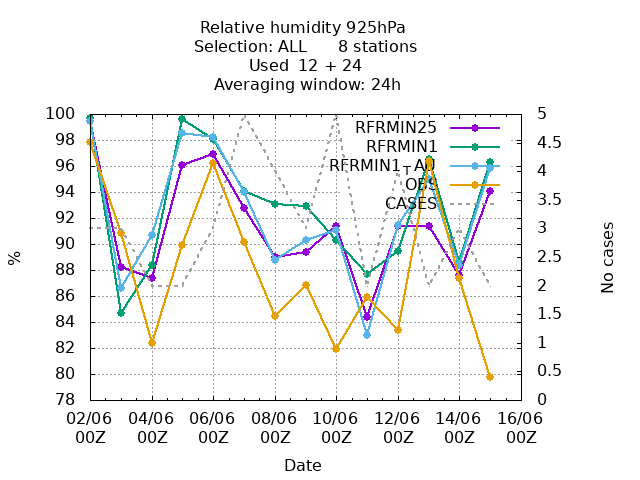 Relative humidity 925hPa
Selection: ALL 8 stations
Used 12 + 24
Averaging window: 24h
RFRMIN25
RFRMIN1
RFRMIN1_AU
OBS
CASES
%
100
98
96
94
92
90
88
86
84
82
80
78
No cases
5
4.5
4
3.5
3
2.5
2
1.5
1
0.5
0
02/06 04/06 06/06 08/06 10/06 12/06 14/06 16/06
00Z 00Z 00Z 00Z 00Z 00Z 00Z 00Z
Date